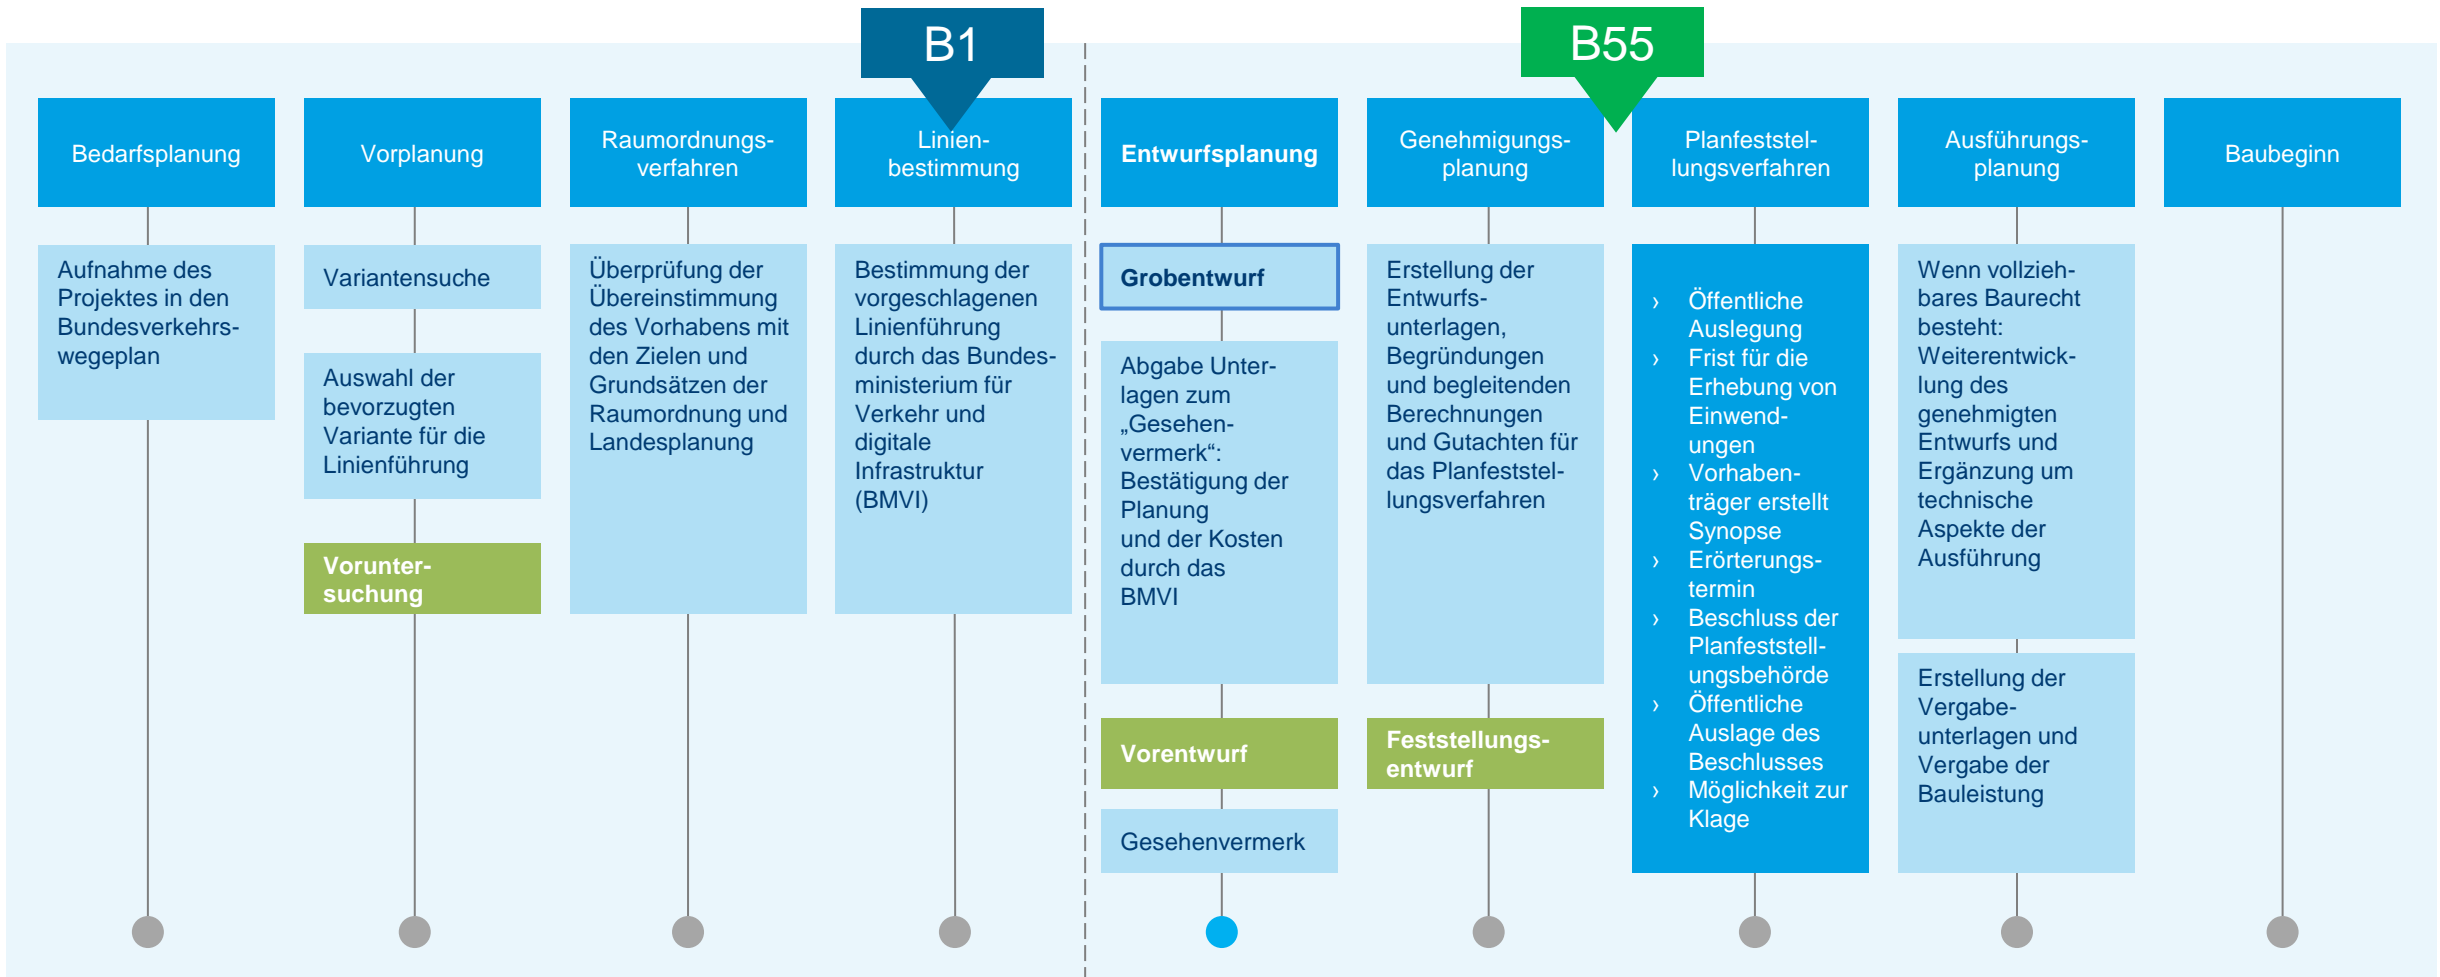 B1
B55
Bedarfsplanung
Vorplanung
Raumordnungs-
verfahren
Linien-
bestimmung
Entwurfsplanung
Genehmigungs-
planung
Planfeststel-
lungsverfahren
Ausführungs-
planung
Baubeginn
Aufnahme des
Projektes in den
Bundesverkehrs-
wegeplan
Variantensuche
Auswahl der
bevorzugten
Variante für die
Linienführung
Vorunter-
suchung
Überprüfung der
Übereinstimmung
des Vorhabens mit
den Zielen und
Grundsätzen der
Raumordnung und
Landesplanung
Bestimmung der
vorgeschlagenen
Linienführung
durch das Bundes-
ministerium für
Verkehr und
digitale
Infrastruktur
(BMVI)
Grobentwurf
Abgabe Unter-
lagen zum
„Gesehen-
vermerk“:
Bestätigung der
Planung
und der Kosten
durch das
BMVI
Vorentwurf
Gesehenvermerk
Erstellung der
Entwurfs-
unterlagen,
Begründungen
und begleitenden
Berechnungen
und Gutachten für
das Planfeststel-
lungsverfahren
Feststellungs-
entwurf
› Öffentliche
Auslegung
› Frist für die
Erhebung von
Einwend-
ungen
› Vorhaben-
träger erstellt
Synopse
› Erörterungs-
termin
› Beschluss der
Planfeststell-
ungsbehörde
› Öffentliche
Auslage des
Beschlusses
› Möglichkeit zur
Klage
Wenn vollzieh-
bares Baurecht
besteht:
Weiterentwick-
lung des
genehmigten
Entwurfs und
Ergänzung um
technische
Aspekte der
Ausführung
Erstellung der
Vergabe-
unterlagen und
Vergabe der
Bauleistung